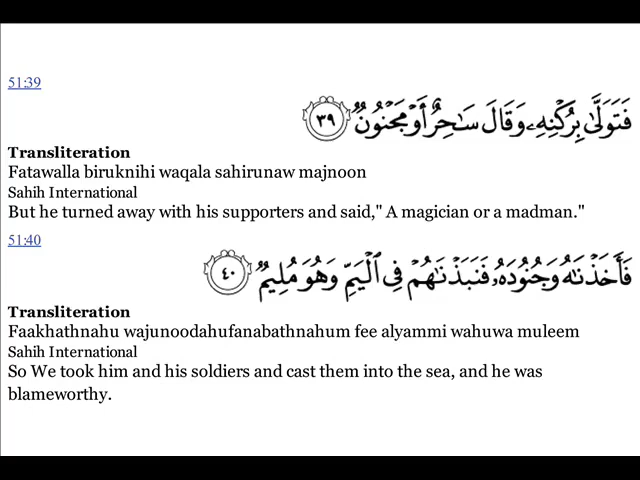 51:39
فَتَوَلَّىٰ بِرُكْنِهِۦ وَقَالَ سَـٰحِرٌ أَوْ مَجْنُونٌ ٣٩
Transliteration
Fatawalla biruknihi waqala sahirunaw majnoon
Sahih International
But he turned away with his supporters and said," A magician or a madman."
51:40
فَأَخَذْنَـٰهُ وَجُنُودَهُۥ فَنَبَذْنَـٰهُمْ فِى ٱلْيَمِّ وَهُوَ مُلِيمٌ ٤٠
Transliteration
Faakhathnahu wajunoodahufanabathnahum fee alyammi wahuwa muleem
Sahih International
So We took him and his soldiers and cast them into the sea, and he was
blameworthy.